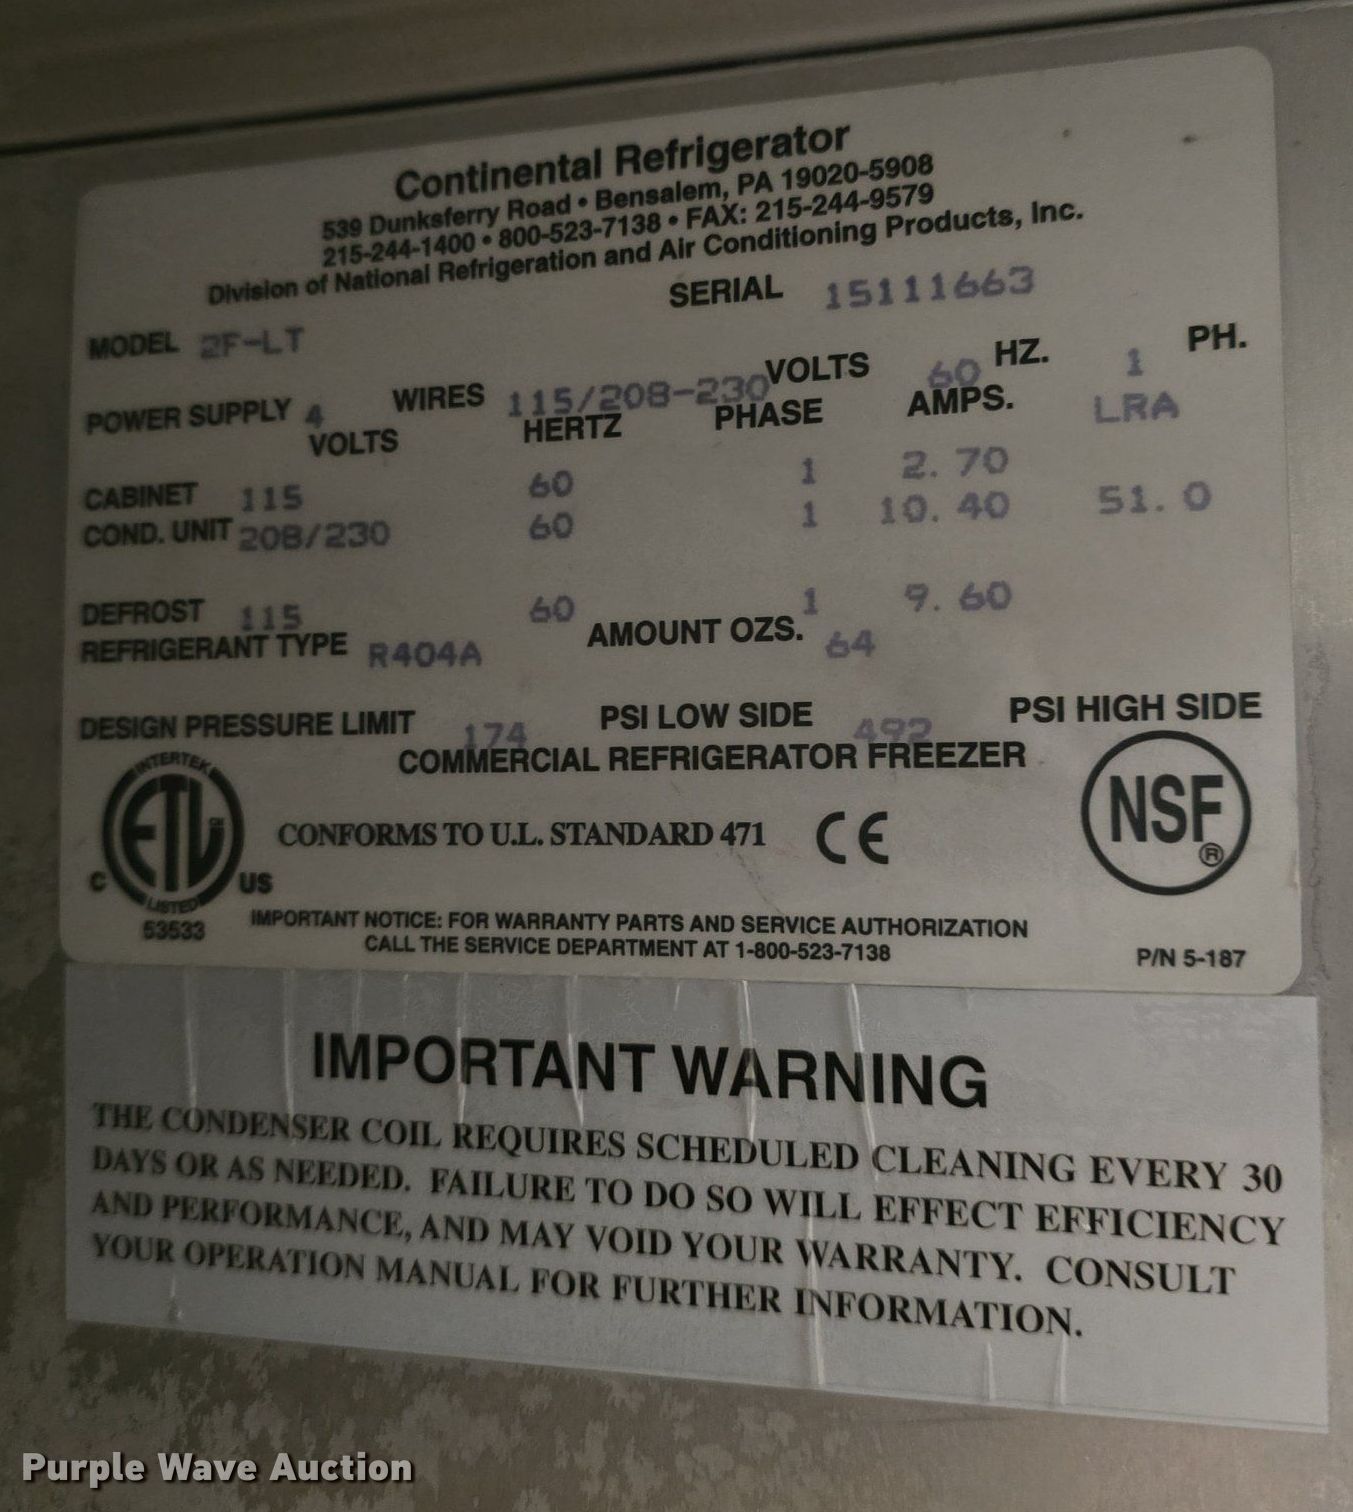 Continental Refrigerator
539 Dunksferry Road • Bensalem, PA 19020-5908
215-244-1400 • 800-523-7138 • FAX: 215-244-9579
Division of National Refrigeration and Air Conditioning Products, Inc.
SERIAL 15111663
MODEL 2F-LT
POWER SUPPLY 4 WIRES 115/208-230 VOLTS 60 HZ. 1 PH.
VOLTS HERTZ PHASE AMPS. LRA
CABINET 115 60 1 2.70
COND. UNIT 208/230 60 1 10.40 51.0
DEFROST 115 60 1 9.60
REFRIGERANT TYPE R404A AMOUNT OZS. 64
DESIGN PRESSURE LIMIT 174 PSI LOW SIDE 492 PSI HIGH SIDE
COMMERCIAL REFRIGERATOR FREEZER
INTERTEK
ETL CM
C US
LISTED
53533
CONFORMS TO U.L. STANDARD 471 CE
NSF®
IMPORTANT NOTICE: FOR WARRANTY PARTS AND SERVICE AUTHORIZATION
CALL THE SERVICE DEPARTMENT AT 1-800-523-7138
P/N 5-187
IMPORTANT WARNING
THE CONDENSER COIL REQUIRES SCHEDULED CLEANING EVERY 30
DAYS OR AS NEEDED. FAILURE TO DO SO WILL EFFECT EFFICIENCY
AND PERFORMANCE, AND MAY VOID YOUR WARRANTY. CONSULT
YOUR OPERATION MANUAL FOR FURTHER INFORMATION.
Purple Wave Auction